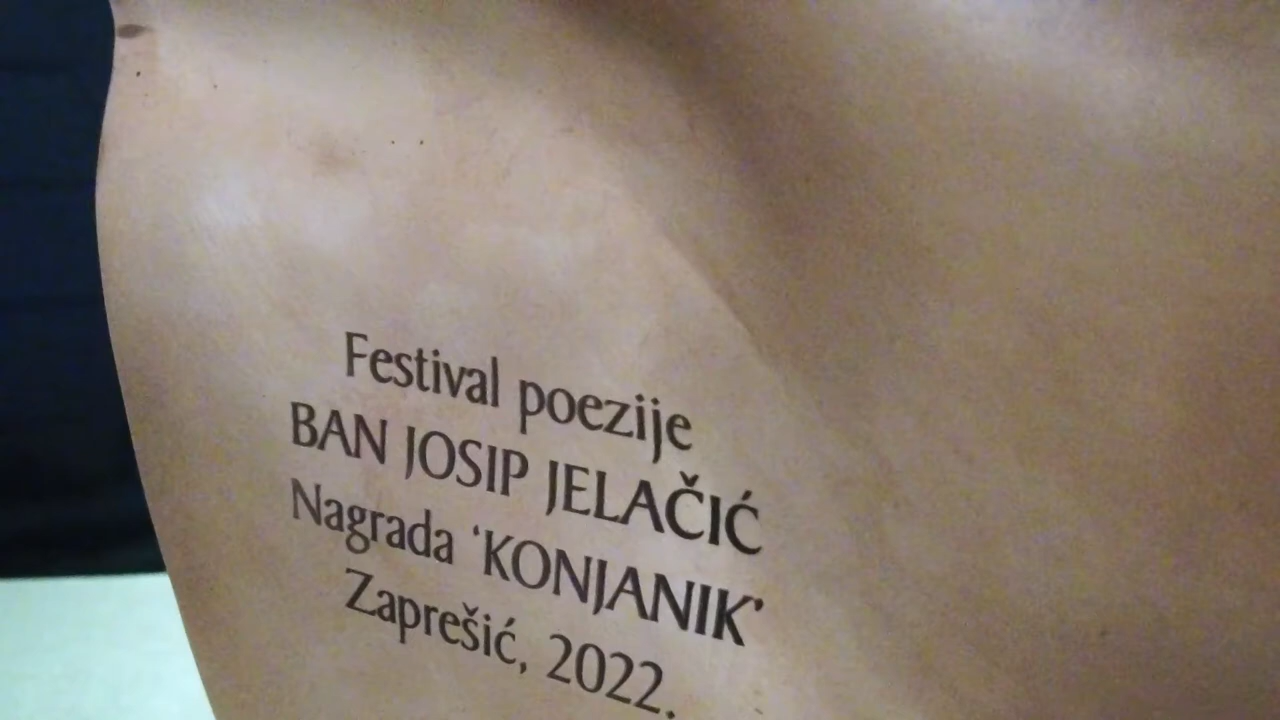 Festival poezije
BAN JOSIP JELAČIĆ
Nagrada ‘KONJANIK’
Zaprešić, 2022.